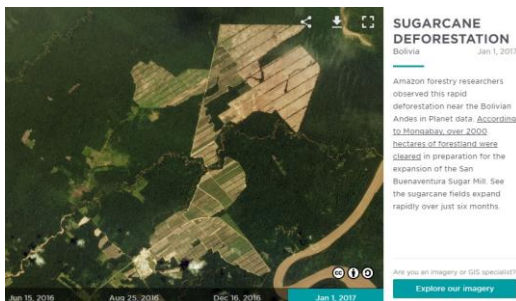 SUGARCANE
DEFORESTATION
Bolivia Jan 1, 2017
Amazon forestry researchers
observed this rapid
deforestation near the Bolivian
Andes in Planet data. According
to Mongabay, over 2000
hectares of forestland were
cleared in preparation for the
expansion of the San
Buenaventura Sugar Mill. See
the sugarcane fields expand
rapidly over just six months.
Are you an imagery or GIS specialist?
Explore our imagery
Jun 15, 2016 Aug 25, 2016 Dec 16, 2016 Jan 1, 2017